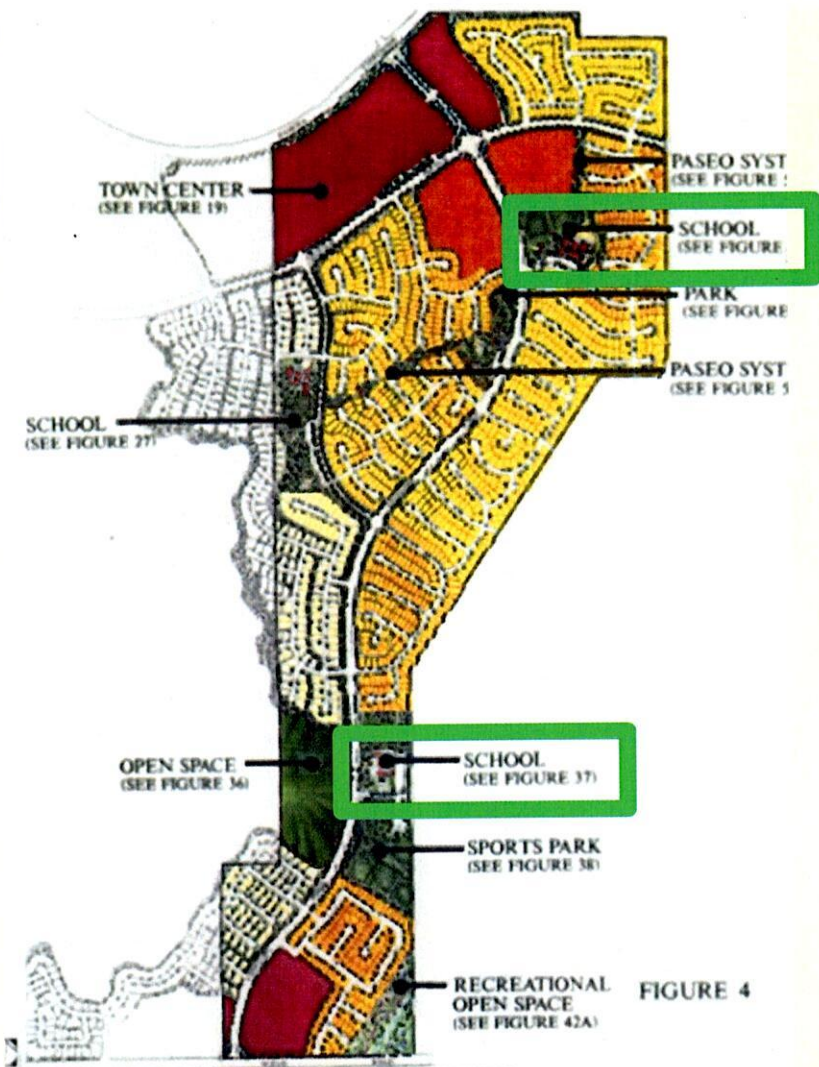 TOWN CENTER
(SEE FIGURE 19)
PASEO SYST
(SEE FIGURE
SCHOOL
(SEE FIGURE
PARK
(SEE FIGURE
PASEO SYST
(SEE FIGURE 5
SCHOOL
(SEE FIGURE 27)
OPEN SPACE
(SEE FIGURE 36)
SCHOOL
(SEE FIGURE 37)
SPORTS PARK
(SEE FIGURE 38)
RECREATIONAL
OPEN SPACE
(SEE FIGURE 42A)
FIGURE 4